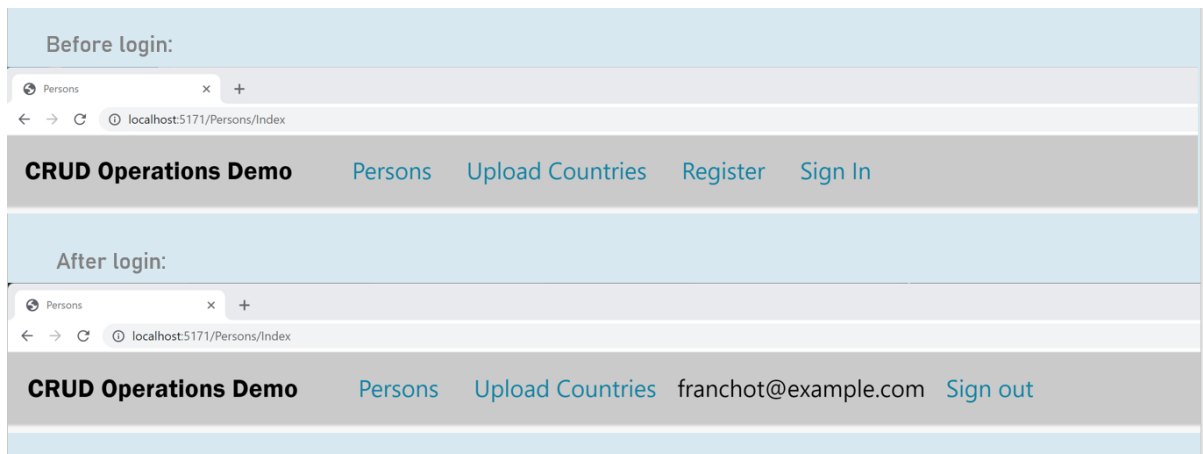 Before login:
Persons
localhost:5171/Persons/Index
CRUD Operations Demo Persons Upload Countries Register Sign In
After login:
Persons
localhost:5171/Persons/Index
CRUD Operations Demo Persons Upload Countries franchot@example.com Sign out